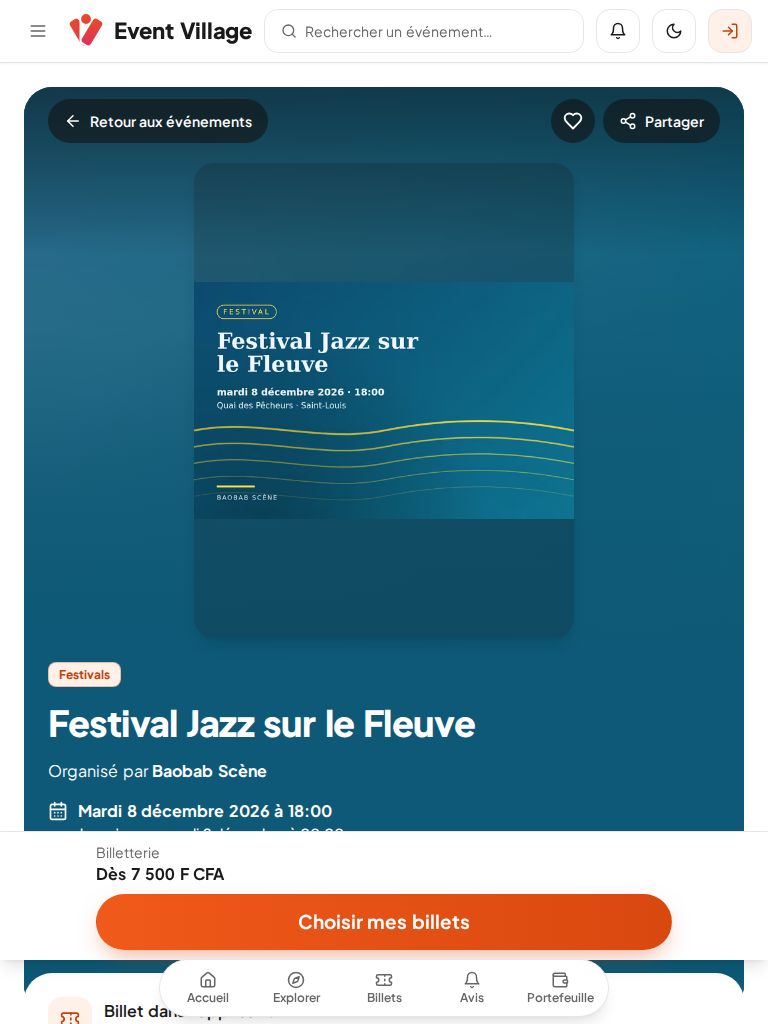 Event Village
Rechercher un événement...
Retour aux événements
Partager
FESTIVAL
Festival Jazz sur
le Fleuve
mardi 8 décembre 2026 · 18:00
Quai des Pêcheurs · Saint-Louis
BAOBAB SCÈNE
Festivals
Festival Jazz sur le Fleuve
Organisé par Baobab Scène
Mardi 8 décembre 2026 à 18:00
Billetterie
Dès 7 500 F CFA
Choisir mes billets
Accueil
Explorer
Billets
Avis
Portefeuille
Billet dans